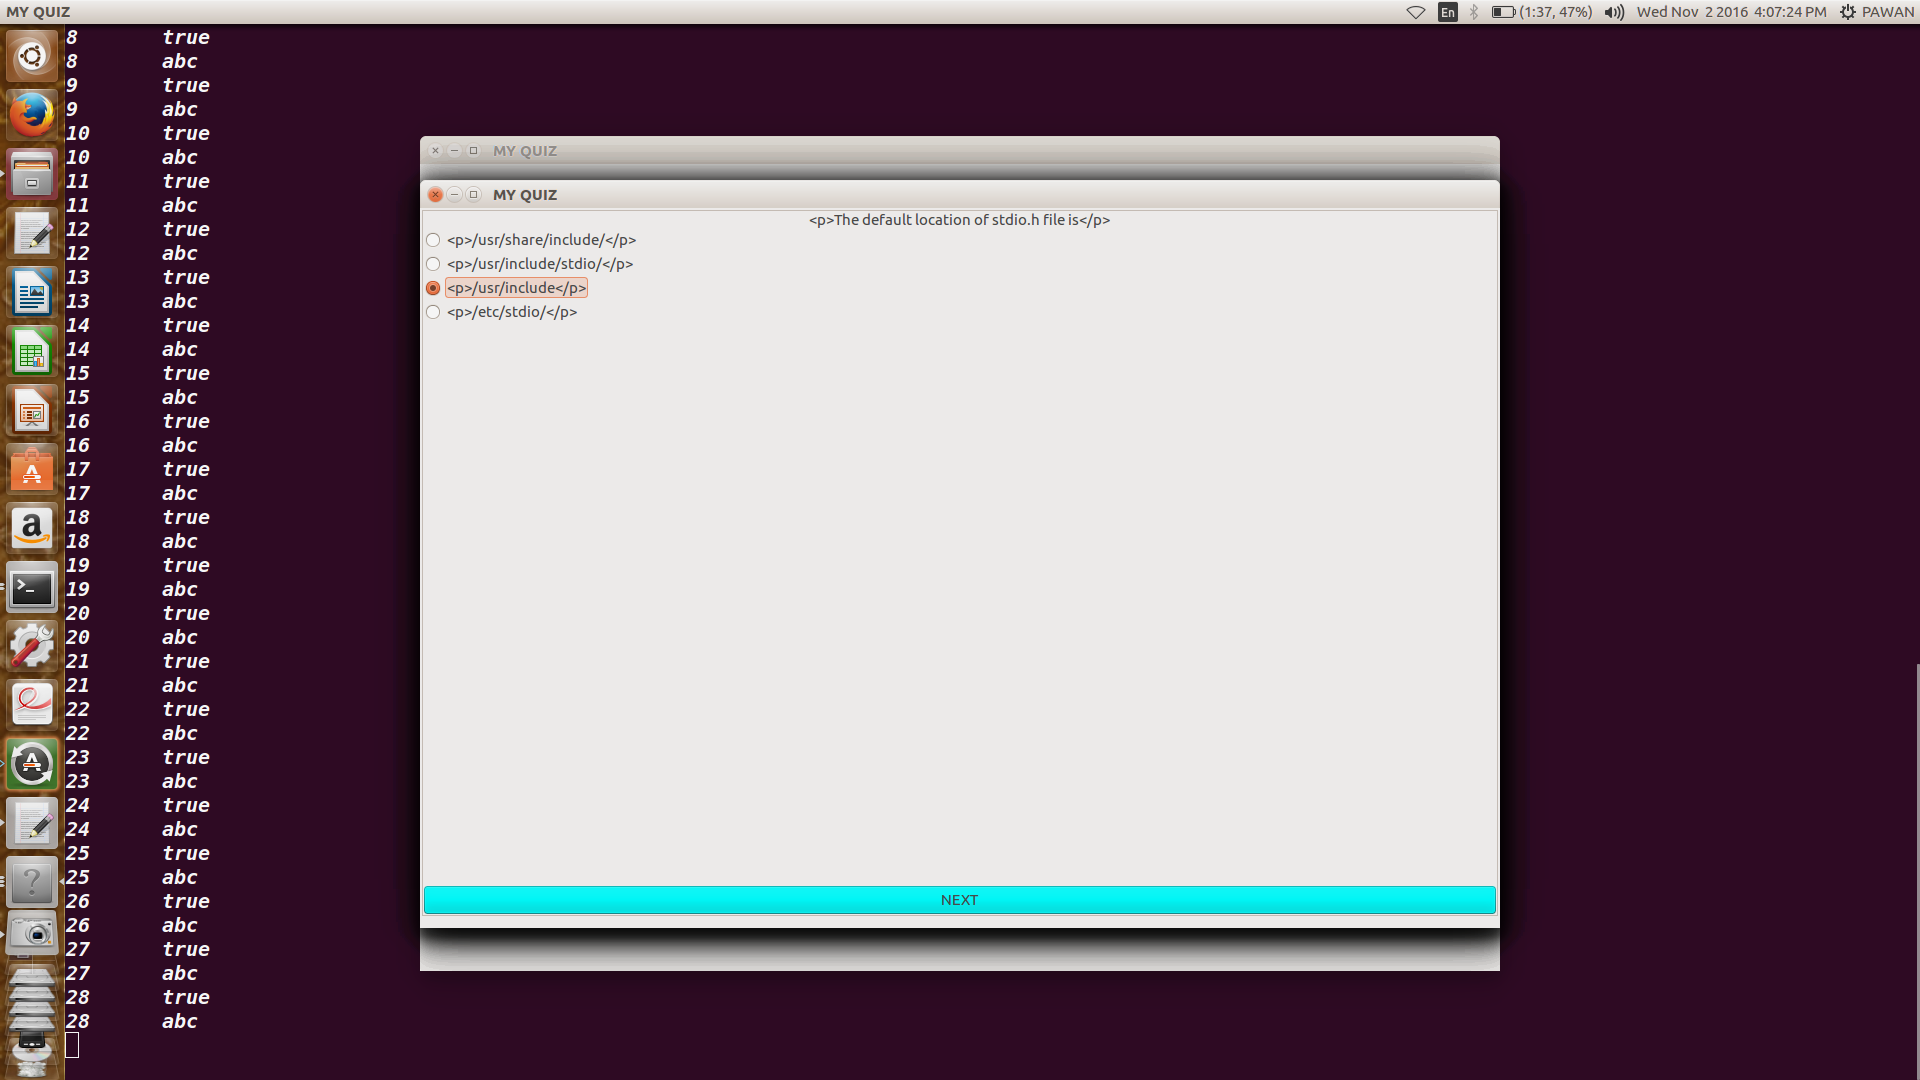 MY QUIZ
En
(1:37, 47%)
Wed Nov 2 2016 4:07:24 PM
PAWAN
8 true
8 abc
9 true
9 abc
10 true
10 abc
11 true
11 abc
12 true
12 abc
13 true
13 abc
14 true
14 abc
15 true
15 abc
16 true
16 abc
17 true
17 abc
18 true
18 abc
19 true
19 abc
20 true
20 abc
21 true
21 abc
22 true
22 abc
23 true
23 abc
24 true
24 abc
25 true
25 abc
26 true
26 abc
27 true
27 abc
28 true
28 abc
MY QUIZ
MY QUIZ
<p>The default location of stdio.h file is</p>
<p>/usr/share/include/</p>
<p>/usr/include/stdio/</p>
<p>/usr/include</p>
<p>/etc/stdio/</p>
NEXT